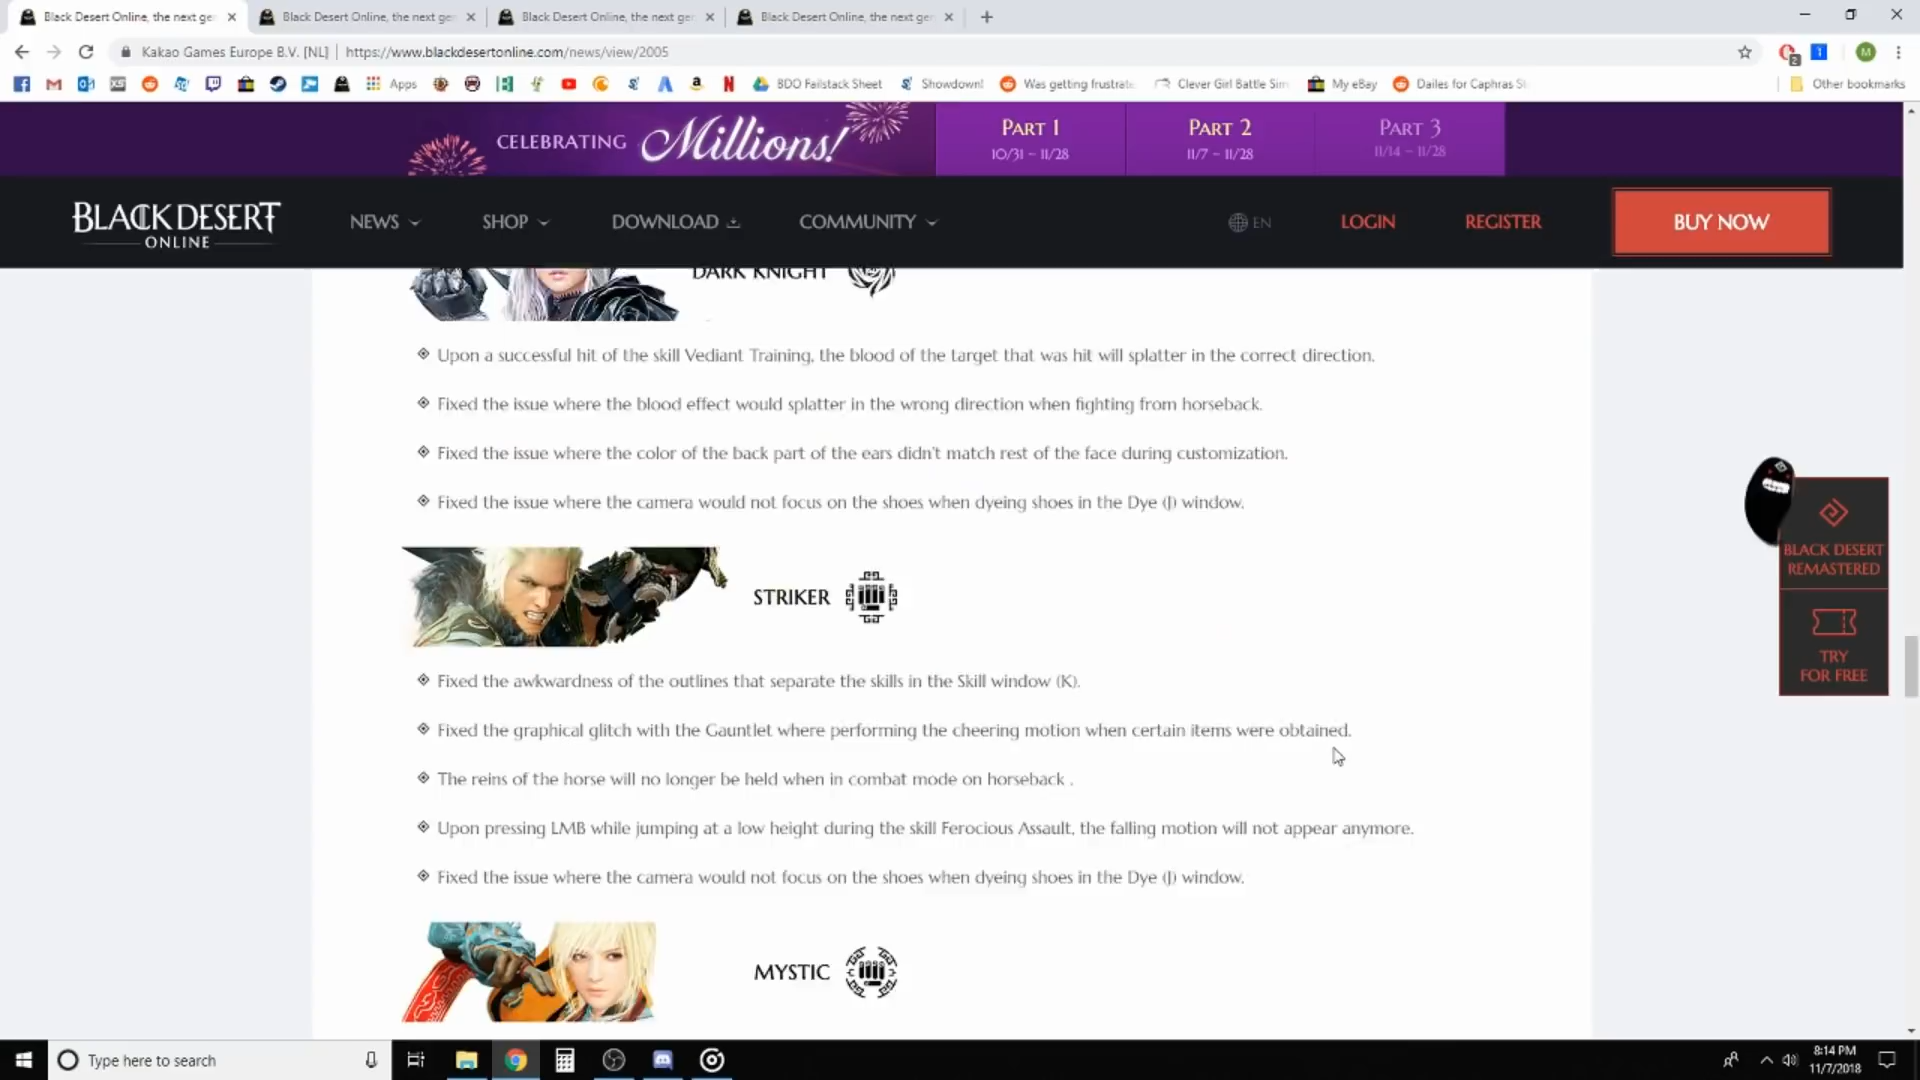 Black Desert Online, the next ger
Black Desert Online, the next ger
Black Desert Online, the next ger
Black Desert Online, the next ger
Kakao Games Europe B.V. [NL] | https://www.blackdesertonline.com/news/view/2005
Apps
BDO Failstack Sheet
Showdown!
Was getting frustrate
Clever Girl Battle Sim
My eBay
Dailes for Caphras St
Other bookmarks
CELEBRATING Millions!
PART 1
10/31 – 11/28
PART 2
11/7 – 11/28
PART 3
11/14 – 11/28
BLACK DESERT
ONLINE
NEWS
SHOP
DOWNLOAD
COMMUNITY
EN
LOGIN
REGISTER
BUY NOW
DARK KNIGHT
Upon a successful hit of the skill Vediant Training, the blood of the target that was hit will splatter in the correct direction.
Fixed the issue where the blood effect would splatter in the wrong direction when fighting from horseback.
Fixed the issue where the color of the back part of the ears didn't match rest of the face during customization.
Fixed the issue where the camera would not focus on the shoes when dyeing shoes in the Dye (J) window.
STRIKER
Fixed the awkwardness of the outlines that separate the skills in the Skill window (K).
Fixed the graphical glitch with the Gauntlet where performing the cheering motion when certain items were obtained.
The reins of the horse will no longer be held when in combat mode on horseback .
Upon pressing LMB while jumping at a low height during the skill Ferocious Assault, the falling motion will not appear anymore.
Fixed the issue where the camera would not focus on the shoes when dyeing shoes in the Dye (J) window.
MYSTIC
BLACK DESERT
REMASTERED
TRY
FOR FREE
Type here to search
8:14 PM
11/7/2018